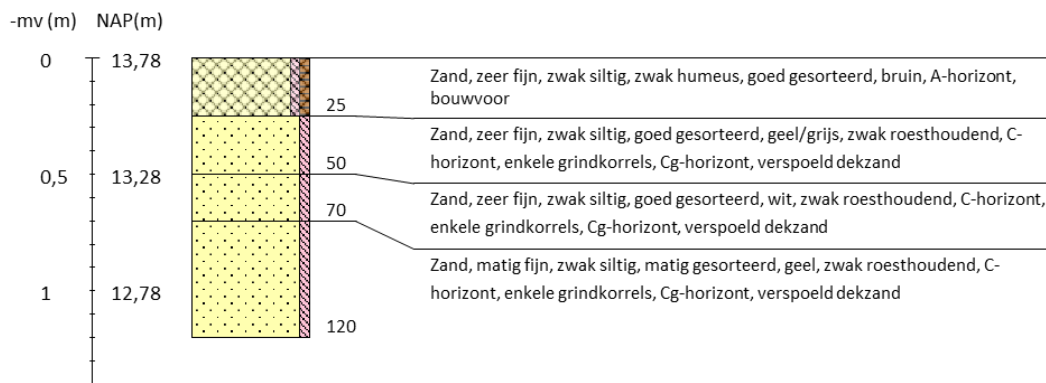 -mv (m) NAP(m)
0 13,78
Zand, zeer fijn, zwak siltig, zwak humeus, goed gesorteerd, bruin, A-horizont,
bouwvoor
25
Zand, zeer fijn, zwak siltig, goed gesorteerd, geel/grijs, zwak roesthoudend, C-
horizont, enkele grindkorrels, Cg-horizont, verspoeld dekzand
50
0,5 13,28
Zand, zeer fijn, zwak siltig, goed gesorteerd, wit, zwak roesthoudend, C-horizont,
enkele grindkorrels, Cg-horizont, verspoeld dekzand
70
Zand, matig fijn, zwak siltig, matig gesorteerd, geel, zwak roesthoudend, C-
horizont, enkele grindkorrels, Cg-horizont, verspoeld dekzand
1 12,78
120